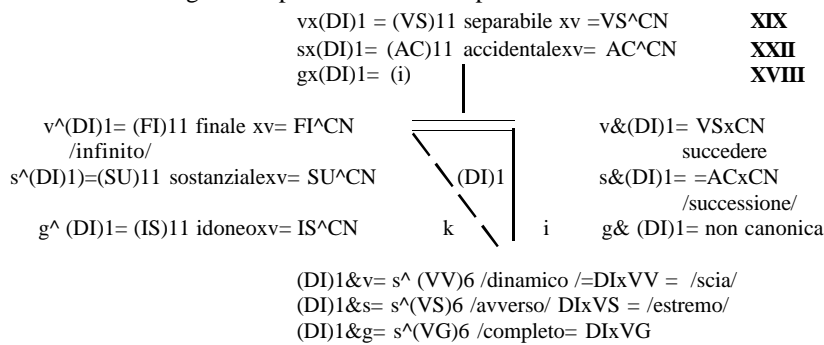 vx(DI)1 = (VS)11 separabile xv =VS^CN XIX
sx(DI)1= (AC)11 accidentalexv= AC^CN XXII
gx(DI)1= (i) XVIII
v^(DI)1= (FI)11 finale xv= FI^CN v&(DI)1= VSxCN
/infinito/ succedere
s^(DI)1)=(SU)11 sostanzialexv= SU^CN (DI)1 s&(DI)1= =ACxCN
/successione/
g^ (DI)1= (IS)11 idoneoxv= IS^CN k i g& (DI)1= non canonica
(DI)1&v= s^ (VV)6 /dinamico /=DIxVV = /scia/
(DI)1&s= s^(VS)6 /avverso/ DIxVS = /estremo/
(DI)1&g= s^(VG)6 /completo= DIxVG